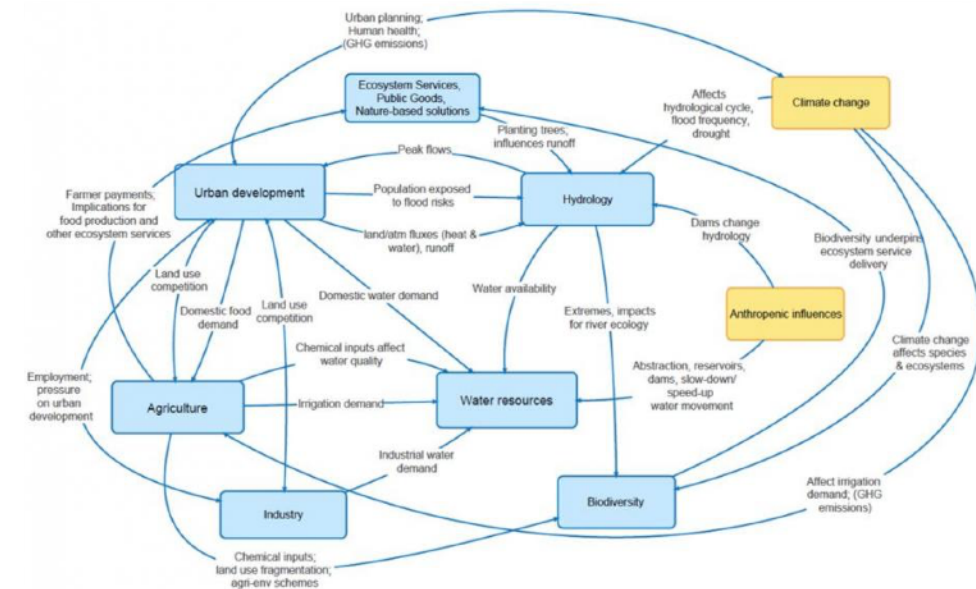 Urban planning;
Human health;
(GHG emissions)
Ecosystem Services,
Public Goods,
Nature-based solutions
Climate change
Affects
hydrological cycle,
flood frequency,
drought
Planting trees;
influences runoff
Peak flows
Urban development
Population exposed
to flood risks
Hydrology
Farmer payments;
Implications for
food production and
other ecosystem services
land/atm fluxes (heat &
water), runoff
Dams change
hydrology
Biodiversity underpins
ecosystem service
delivery
Land use
competition
Domestic food
demand
Land use
competition
Domestic water demand
Water availability
Extremes, impacts
for river ecology
Anthropenic influences
Chemical inputs affect
water quality
Climate change
affects species
& ecosystems
Employment;
pressure
on urban
development
Agriculture
Irrigation demand
Water resources
Abstraction, reservoirs,
dams, slow-down/
speed-up
water movement
Industrial water
demand
Industry
Biodiversity
Affect irrigation
demand; (GHG
emissions)
Chemical inputs;
land use fragmentation;
agri-env schemes